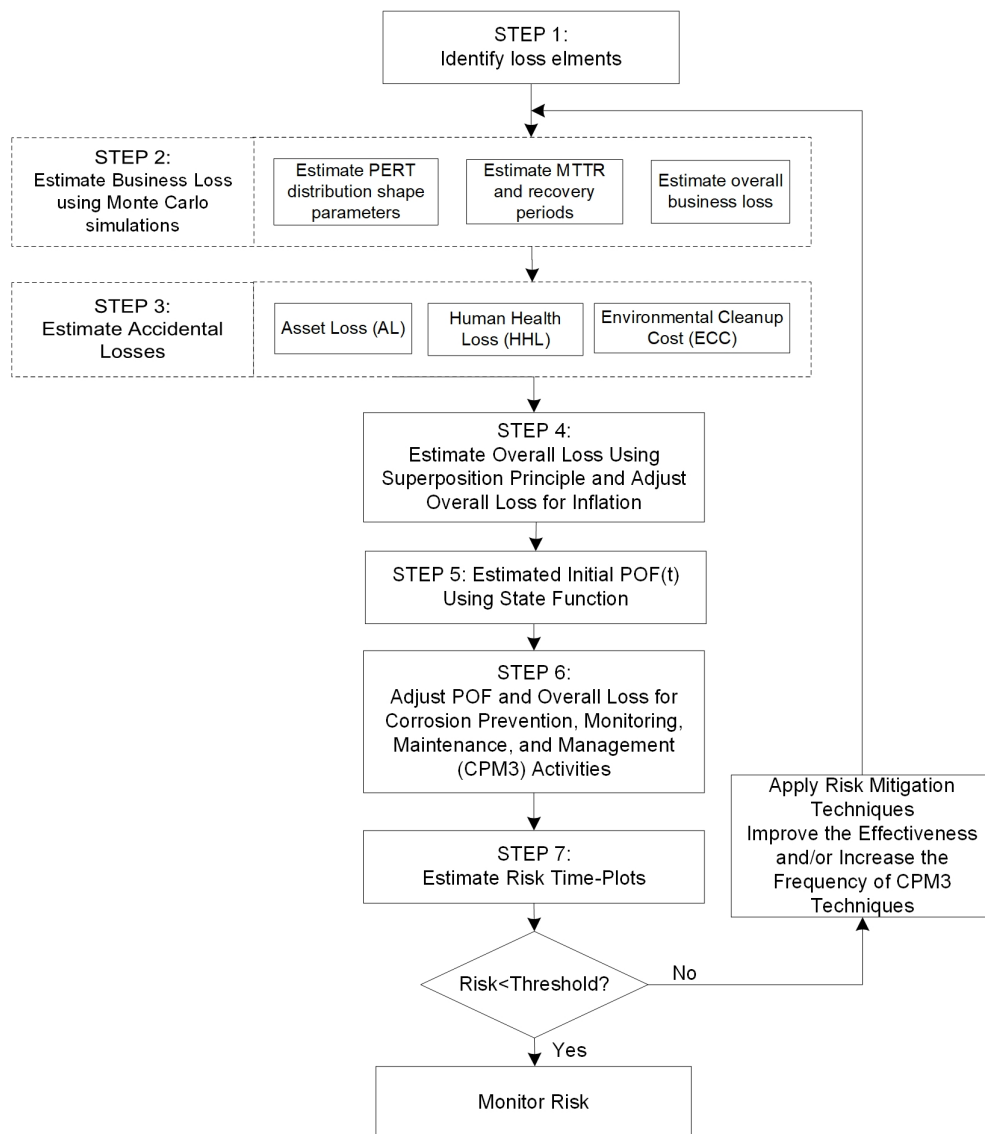 STEP 1:
Identify loss elments
STEP 2:
Estimate Business Loss
using Monte Carlo
simulations
Estimate PERT
distribution shape
parameters
Estimate MTTR
and recovery
periods
Estimate overall
business loss
STEP 3:
Estimate Accidental
Losses
Asset Loss (AL)
Human Health
Loss (HHL)
Environmental Cleanup
Cost (ECC)
STEP 4:
Estimate Overall Loss Using
Superposition Principle and Adjust
Overall Loss for Inflation
STEP 5: Estimated Initial POF(t)
Using State Function
STEP 6:
Adjust POF and Overall Loss for
Corrosion Prevention, Monitoring,
Maintenance, and Management
(CPM3) Activities
Apply Risk Mitigation
Techniques
Improve the Effectiveness
and/or Increase the
Frequency of CPM3
Techniques
STEP 7:
Estimate Risk Time-Plots
Risk<Threshold?
No
Yes
Monitor Risk